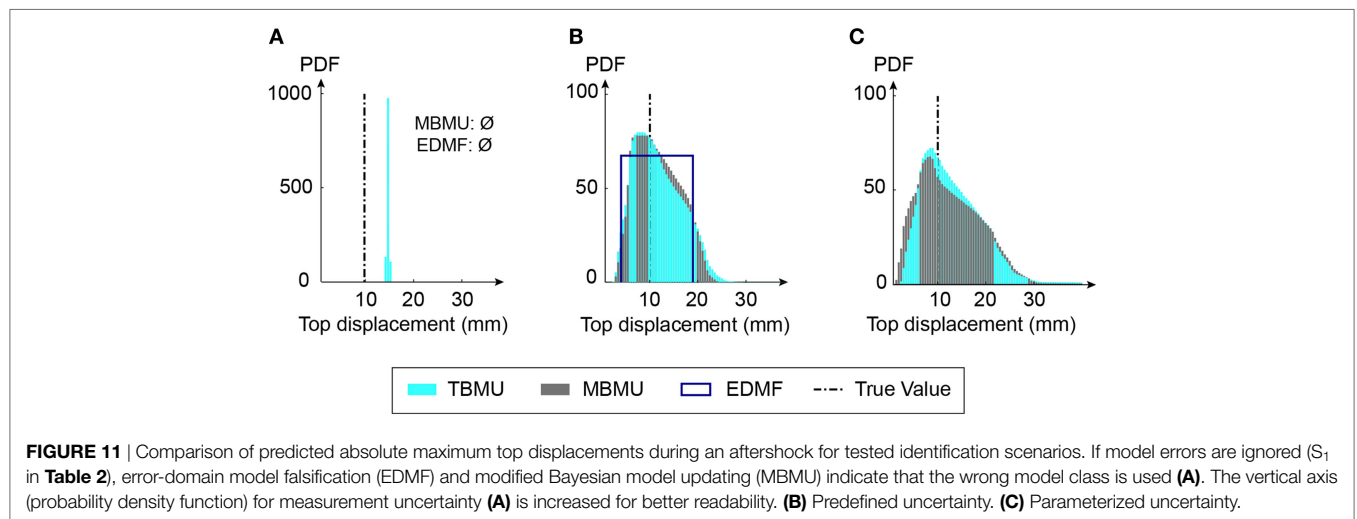 A
B
C
PDF
PDF
PDF
1000
500
0
MBMU: Ø
EDMF: Ø
10 20 30
Top displacement (mm)
100
50
0
10 20 30
Top displacement (mm)
100
50
0
10 20 30
Top displacement (mm)
TBMU MBMU EDMF True Value
FIGURE 11 | Comparison of predicted absolute maximum top displacements during an aftershock for tested identification scenarios. If model errors are ignored (S₁
in Table 2), error-domain model falsification (EDMF) and modified Bayesian model updating (MBMU) indicate that the wrong model class is used (A). The vertical axis
(probability density function) for measurement uncertainty (A) is increased for better readability. (B) Predefined uncertainty. (C) Parameterized uncertainty.